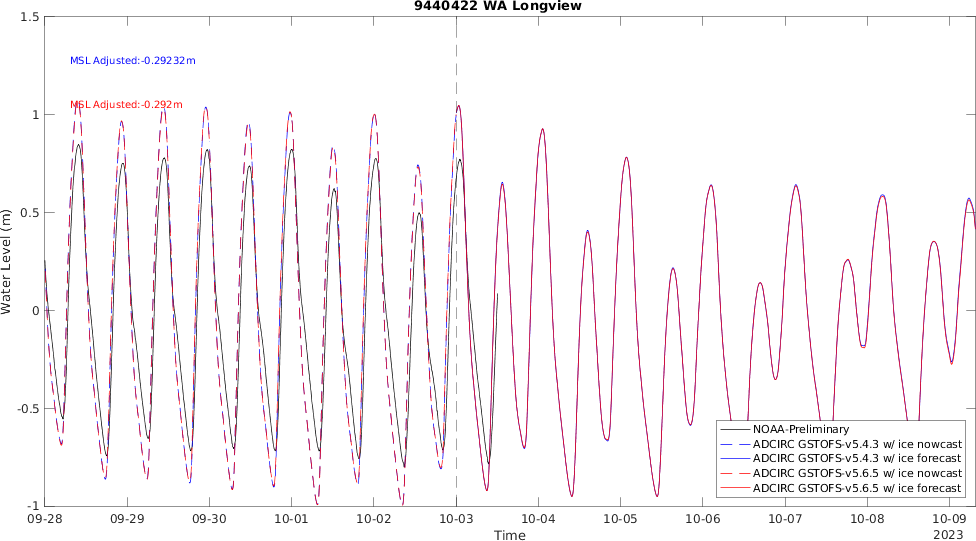 9440422 WA Longview
1.5
MSL Adjusted:-0.29232m
MSL Adjusted:-0.292m
1
0.5
0
-0.5
-1
Water Level (m)
NOAA-Preliminary
ADCIRC GSTOFS-v5.4.3 w/ ice nowcast
ADCIRC GSTOFS-v5.4.3 w/ ice forecast
ADCIRC GSTOFS-v5.6.5 w/ ice nowcast
ADCIRC GSTOFS-v5.6.5 w/ ice forecast
09-28 09-29 09-30 10-01 10-02 10-03 10-04 10-05 10-06 10-07 10-08 10-09
2023
Time